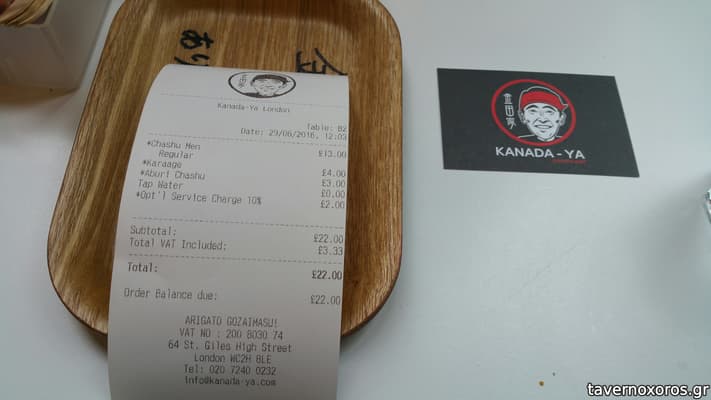 Kanada-Ya London
Table: B2
Date: 29/06/2016, 12:03
*Chashu Men
Regular £13.00
*Karaage £4.00
*Aburi Chashu £3.00
Tap Water £0.00
*Opt'l Service Charge 10% £2.00
Subtotal: £22.00
Total VAT Included: £3.33
Total: £22.00
Order Balance due: £22.00
ARIGATO GOZAIMASU!
VAT NO : 200 8030 74
64 St. Giles High Street
London WC2H 8LE
Tel: 020 7240 0232
info@kanada-ya.com
金田家
KANADA-YA
tavernoxoros.gr